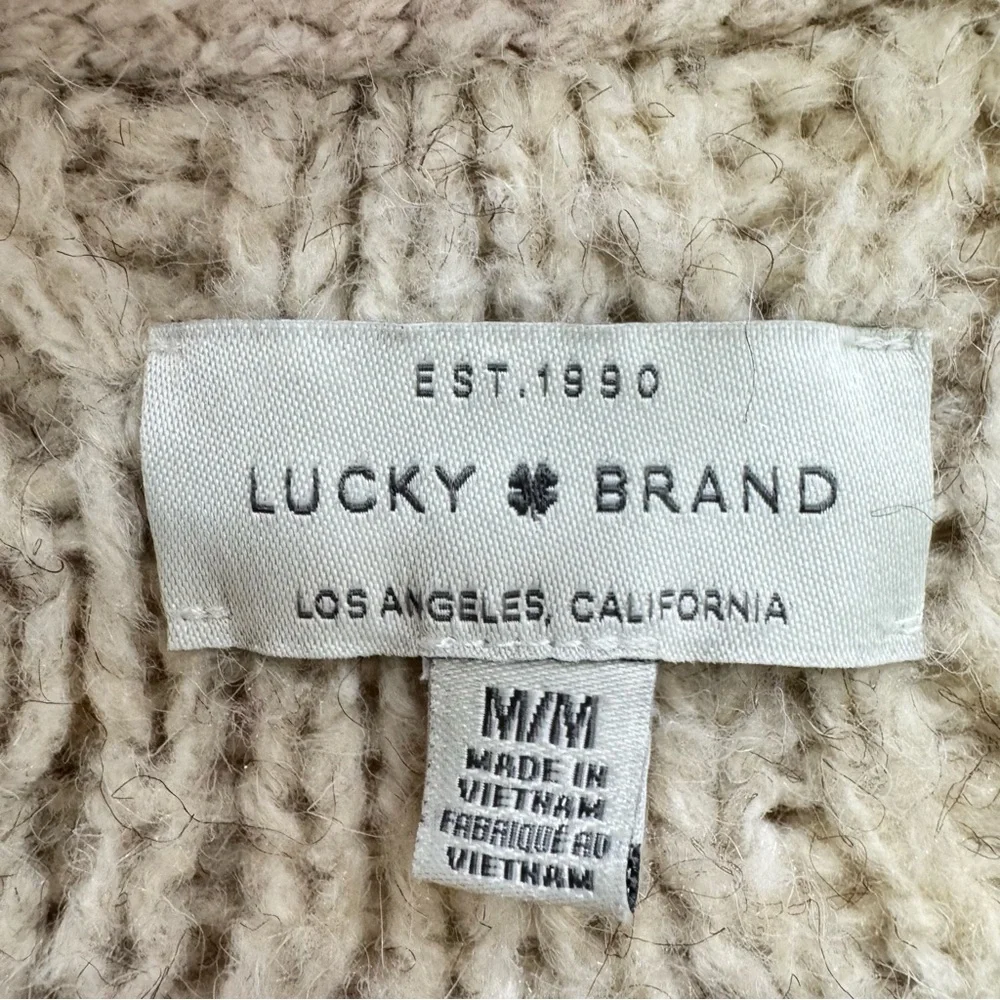 EST.1990
LUCKY BRAND
LOS ANGELES, CALIFORNIA
M/M
MADE IN
VIETNAM
FABRIQUÉ AU
VIETNAM